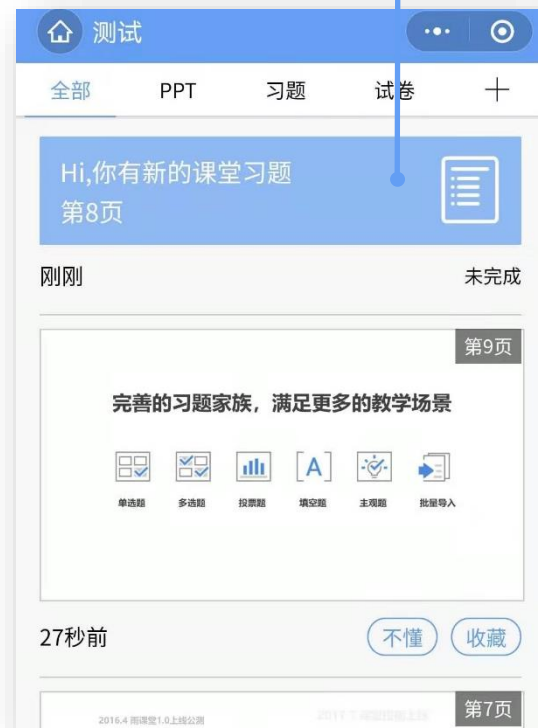 测试
全部 PPT 习题 试卷
Hi,你有新的课堂习题
第8页
刚刚 未完成
第9页
完善的习题家族，满足更多的教学场景
A
单选题 多选题 投票题 填空题 主观题 批量导入
27秒前 不懂 收藏
第7页
2016.4 雨课堂1.0上线公测